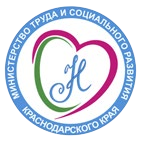 МИНИСТЕРСТВО ТРУДА И СОЦИАЛЬНОГО РАЗВИТИЯ
Н
КРАСНОДАРСКОГО КРАЯ